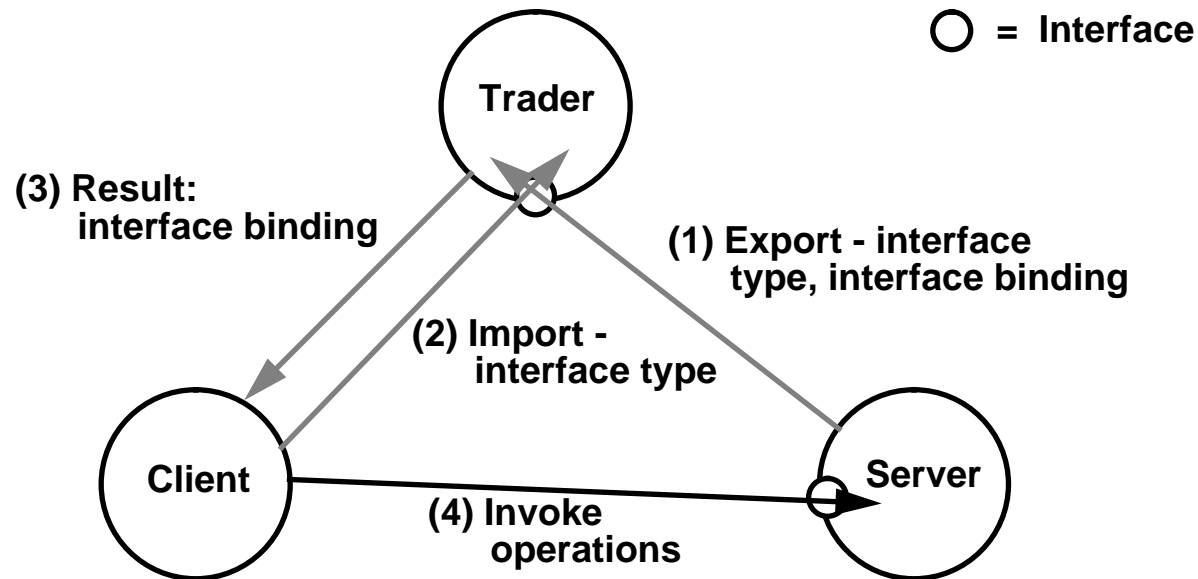 = Interface
Trader
(3) Result:
interface binding
(1) Export - interface
type, interface binding
(2) Import -
interface type
Client
Server
(4) Invoke
operations